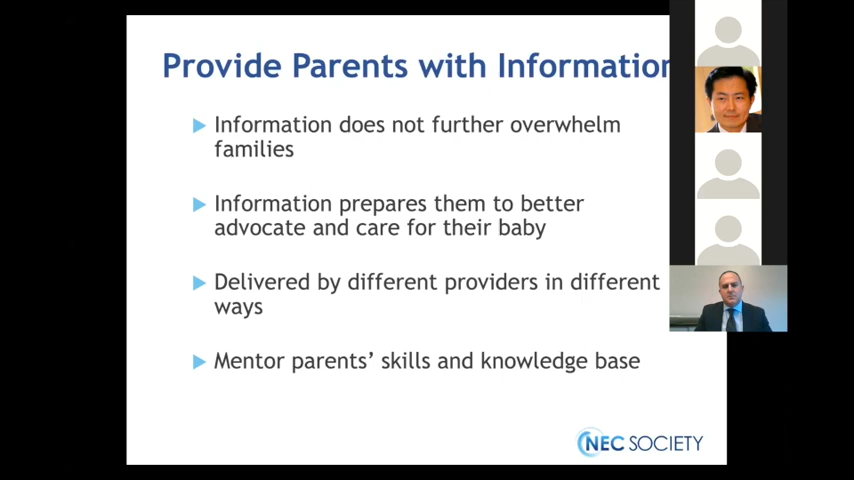 Provide Parents with Information
Information does not further overwhelm
families
Information prepares them to better
advocate and care for their baby
Delivered by different providers in different
ways
Mentor parents' skills and knowledge base
NEC SOCIETY